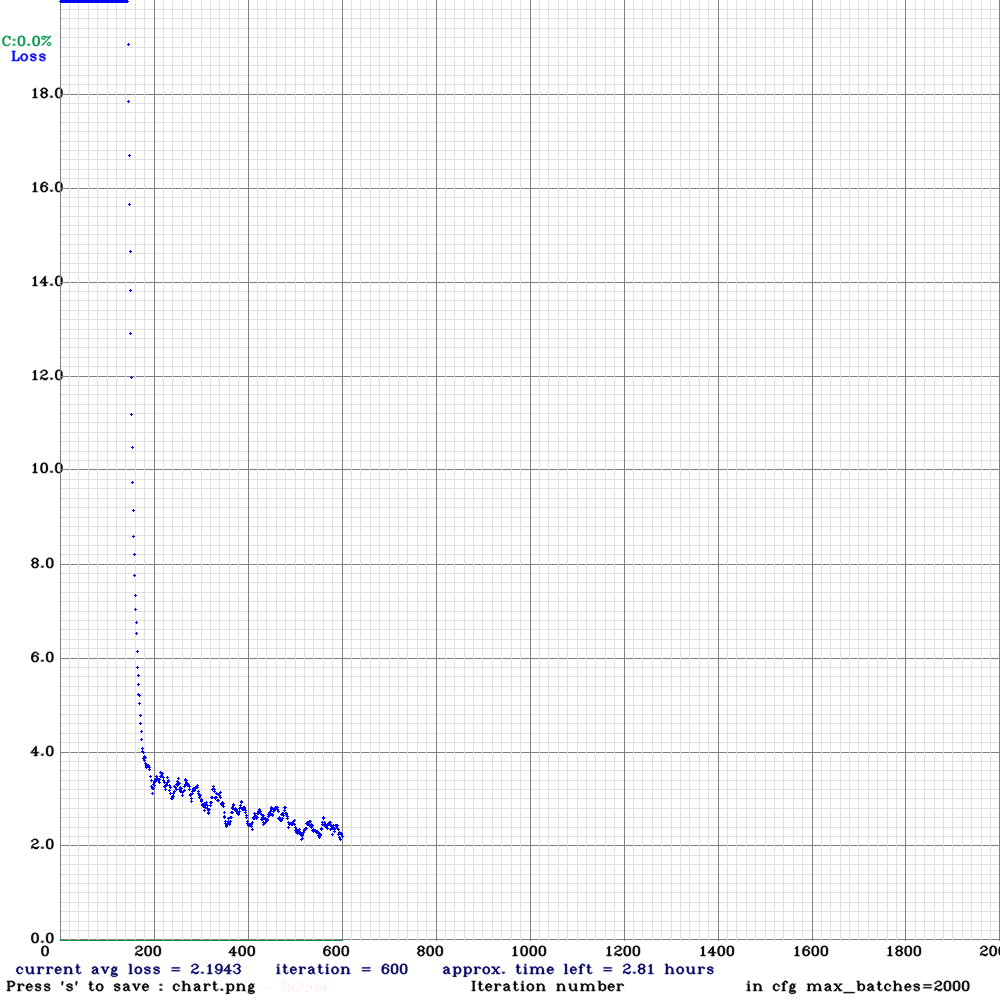 C:0.0%
Loss
18.0
16.0
14.0
12.0
10.0
8.0
6.0
4.0
2.0
0.0
0 200 400 600 800 1000 1200 1400 1600 1800 200
current avg loss = 2.1943 iteration = 600 approx. time left = 2.81 hours
Press 's' to save : chart.png Iteration number in cfg max_batches=2000